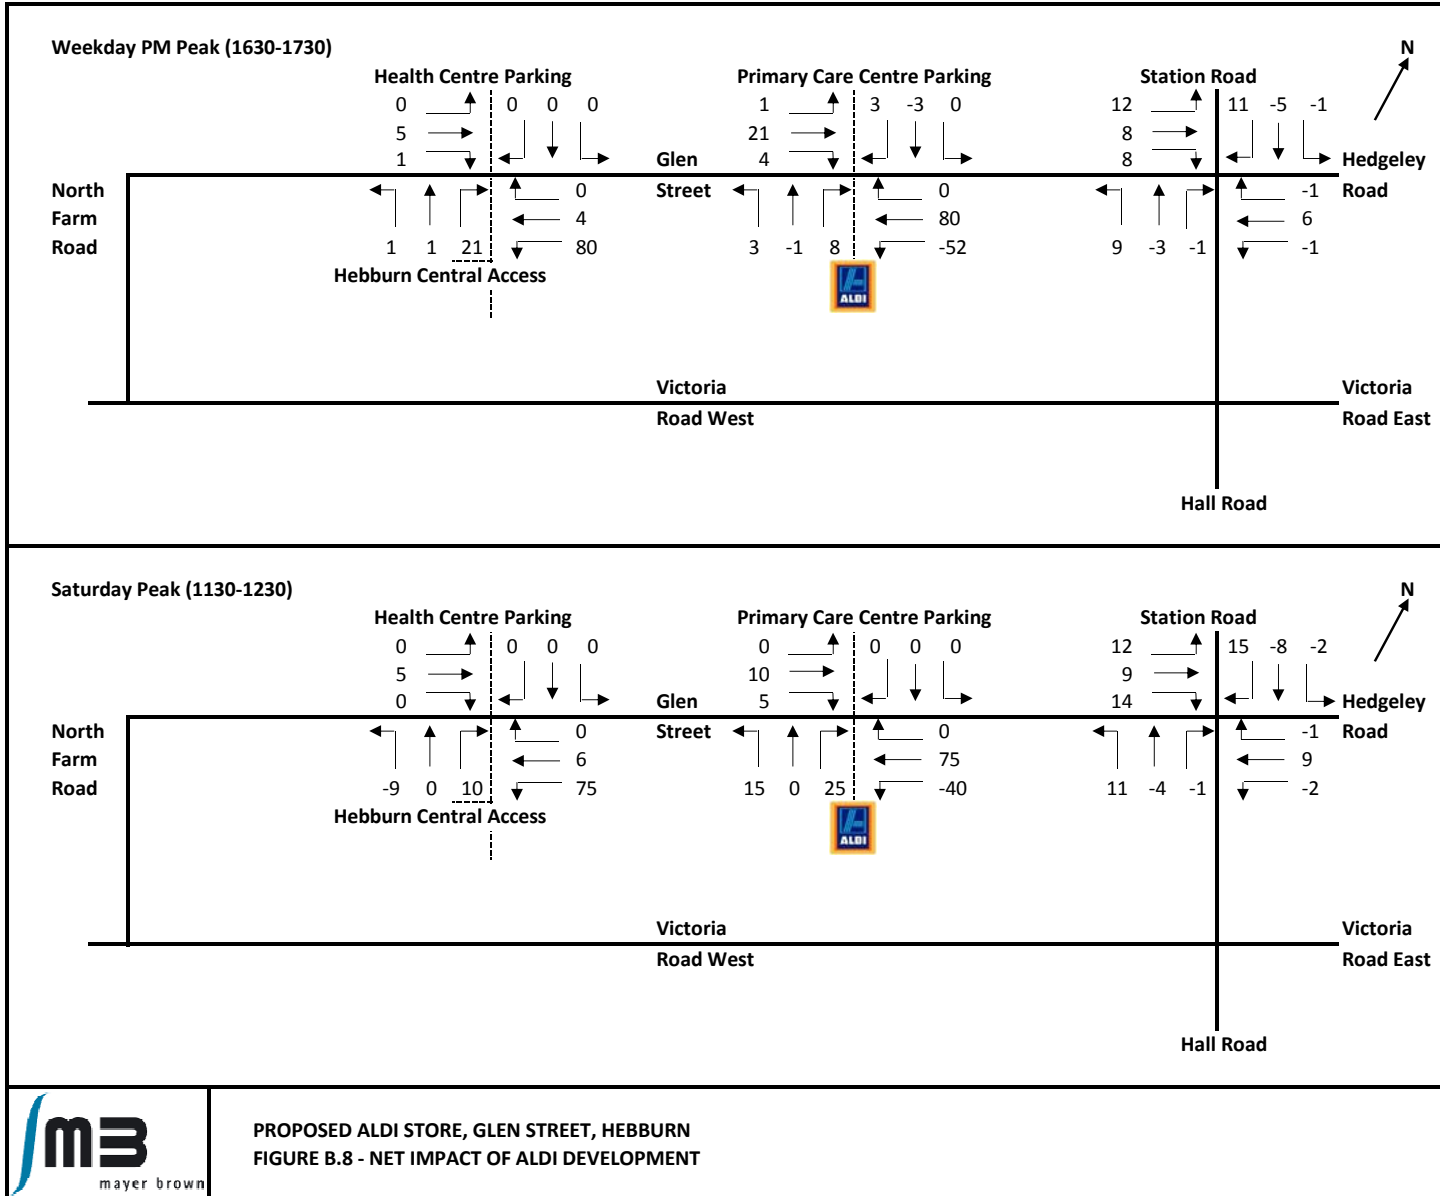 Weekday PM Peak (1630-1730)
N
Health Centre Parking
Primary Care Centre Parking
Station Road
0 0 0 0
1 3 -3 0
12 11 -5 -1
5
21
8
1
Glen
4
8
Hedgeley
North
0
Street
0
-1
Road
Farm
4
80
6
Road
1 1 21
80
3 -1 8
-52
9 -3 -1
-1
Hebburn Central Access
ALDI
Victoria
Victoria
Road West
Road East
Hall Road
Saturday Peak (1130-1230)
N
Health Centre Parking
Primary Care Centre Parking
Station Road
0 0 0 0
0 0 0 0
12 15 -8 -2
5
10
9
0
Glen
5
14
Hedgeley
North
0
Street
0
-1
Road
Farm
6
75
9
Road
-9 0 10
75
15 0 25
-40
11 -4 -1
-2
Hebburn Central Access
ALDI
Victoria
Victoria
Road West
Road East
Hall Road
mb
mayer brown
PROPOSED ALDI STORE, GLEN STREET, HEBBURN
FIGURE B.8 - NET IMPACT OF ALDI DEVELOPMENT